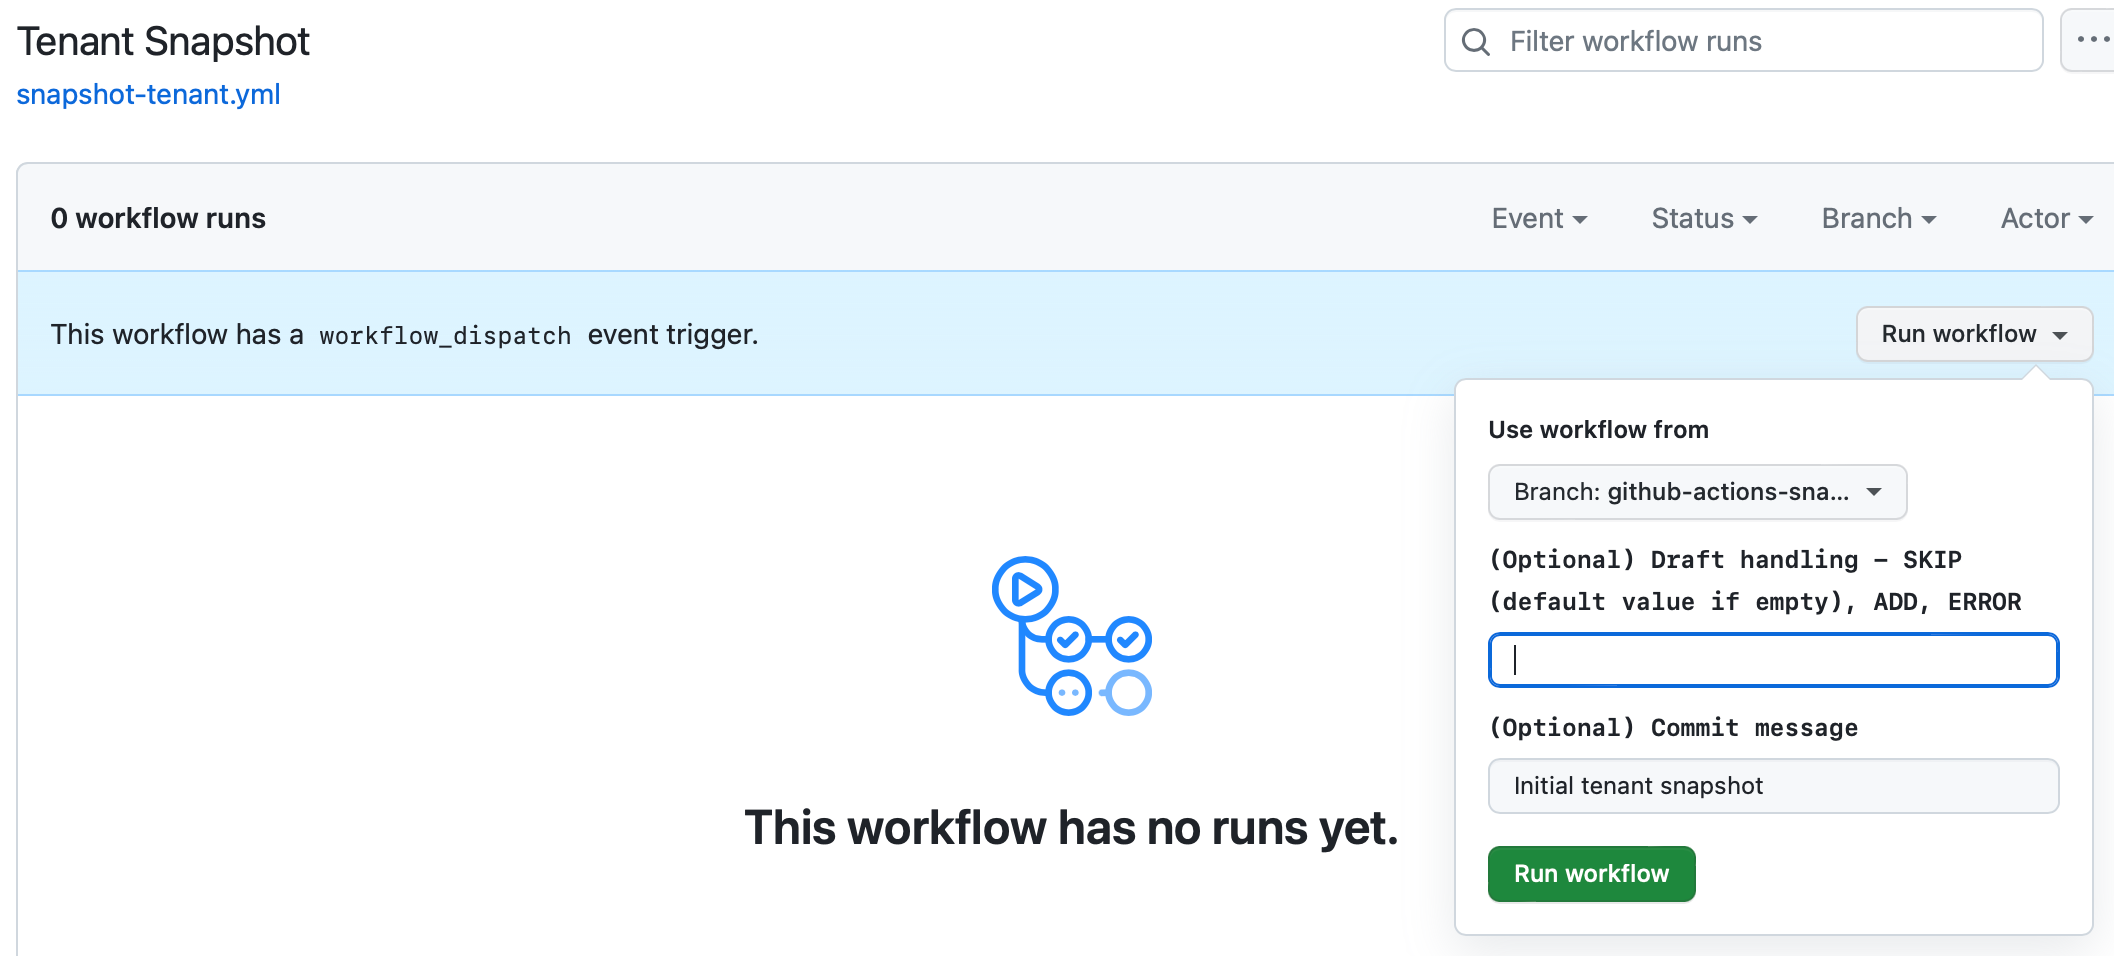 Tenant Snapshot
Filter workflow runs
snapshot-tenant.yml
0 workflow runs
Event
Status
Branch
Actor
This workflow has a workflow_dispatch event trigger.
Run workflow
Use workflow from
Branch: github-actions-sna...
(Optional) Draft handling – SKIP
(default value if empty), ADD, ERROR
(Optional) Commit message
Initial tenant snapshot
Run workflow
This workflow has no runs yet.